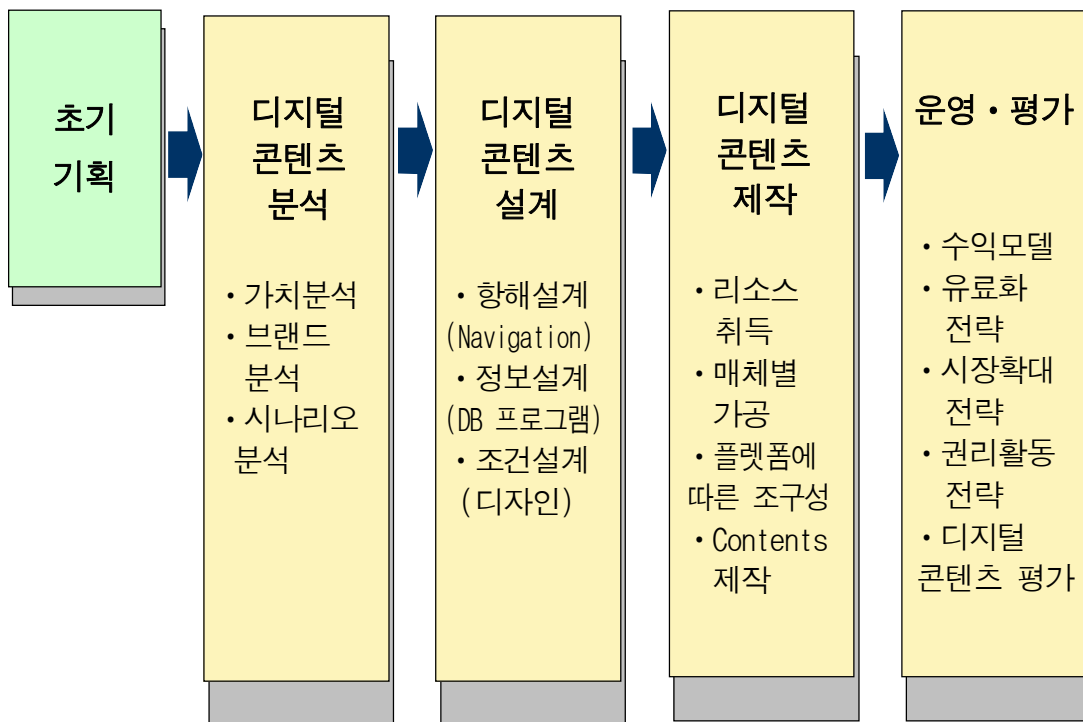 초기
기획
디지털
콘텐츠
분석
・가치분석
・브랜드
분석
・시나리오
분석
디지털
콘텐츠
설계
・항해설계
(Navigation)
・정보설계
(DB 프로그램)
・조건설계
(디자인)
디지털
콘텐츠
제작
・리소스
취득
・매체별
가공
・플렛폼에
따른 조구성
・Contents
제작
운영・평가
・수익모델
・유료화
전략
・시장확대
전략
・권리활동
전략
・디지털
콘텐츠 평가